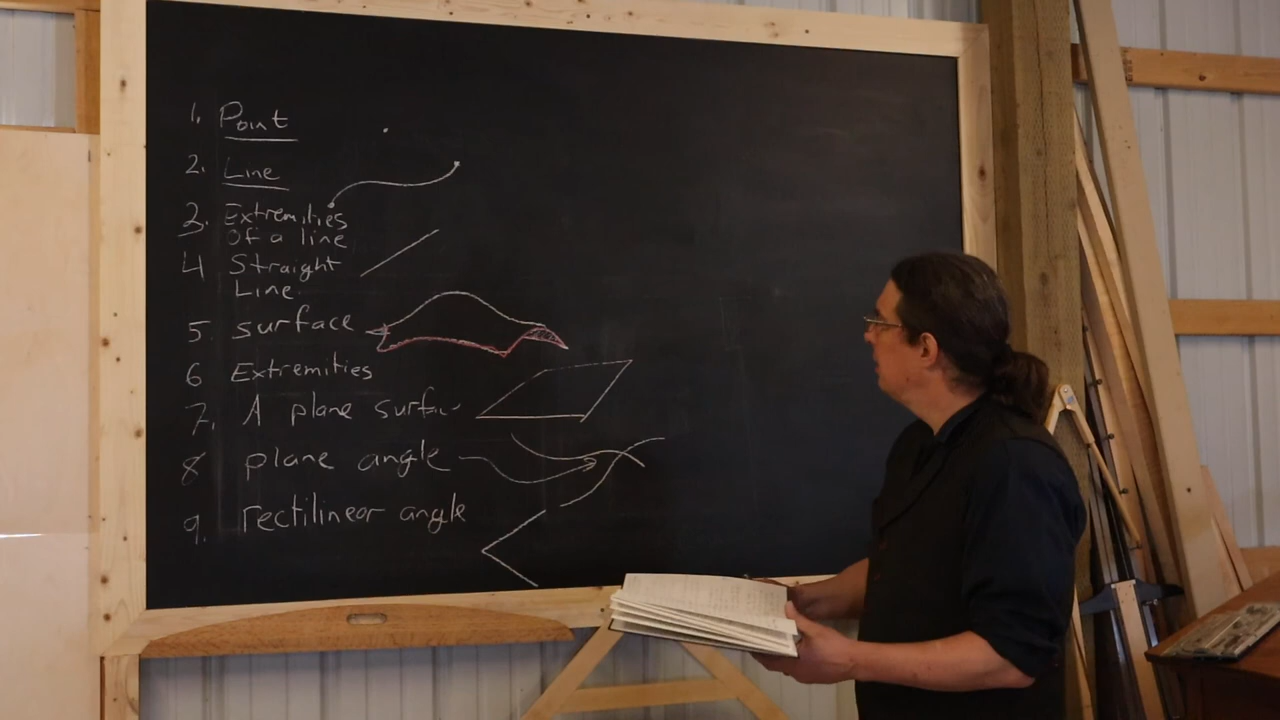 1. Point
2. Line
3. Extremities
Of a line
4 Straight
Line.
5. Surface
6 Extremities
7. A plane surface
8 plane angle
9. rectilinear angle